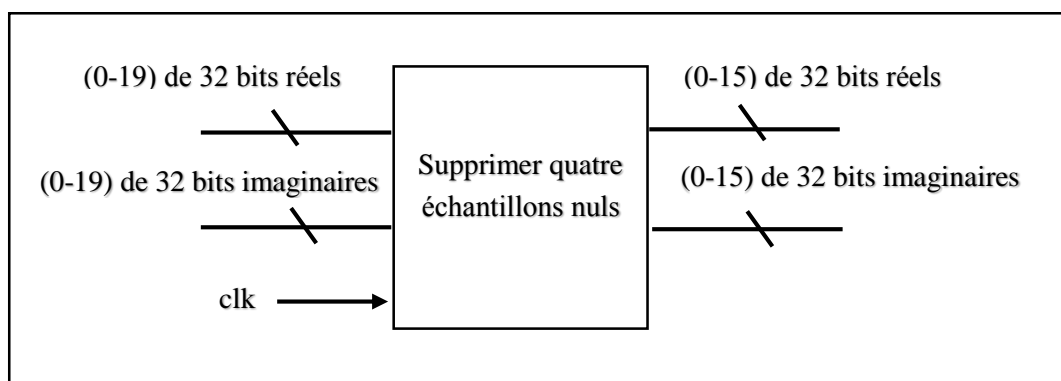 (0-19) de 32 bits réels
(0-15) de 32 bits réels
(0-19) de 32 bits imaginaires
Supprimer quatre
échantillons nuls
(0-15) de 32 bits imaginaires
clk